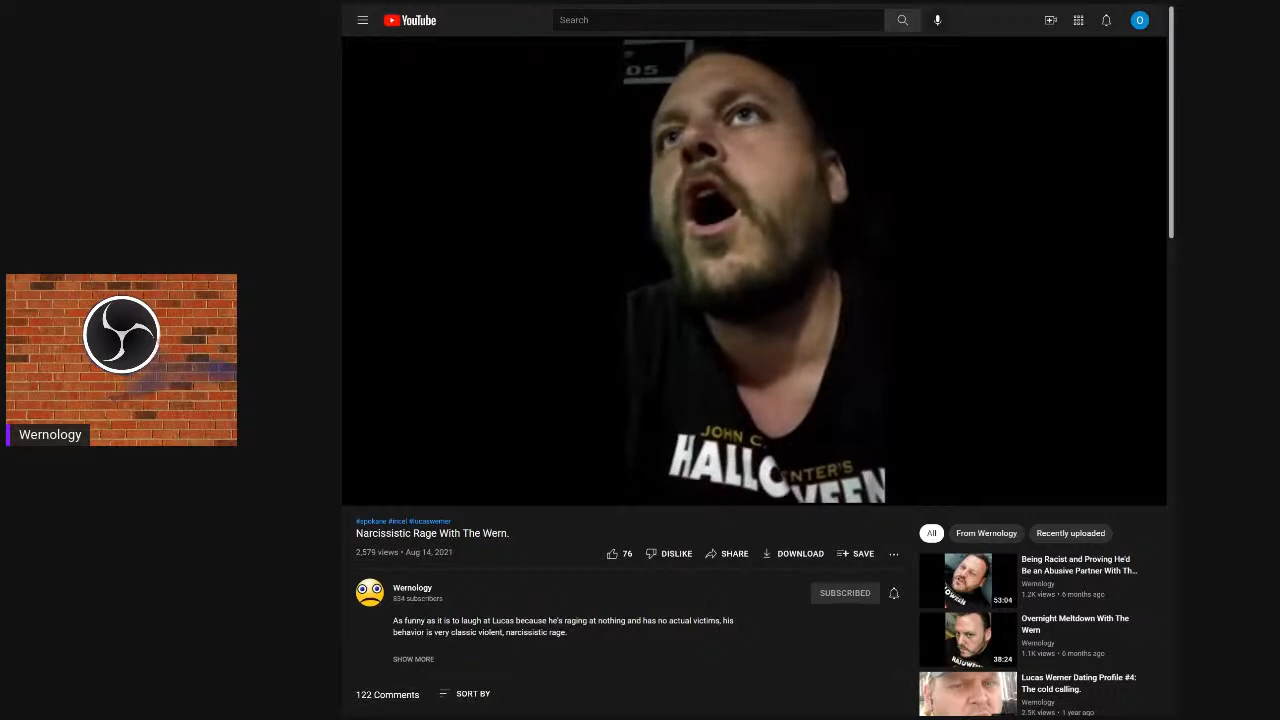 YouTube
Search
O
05
JOHN C.
ENTER'S
HALLO
WEEN
Wernology
#spokane #incel #lucaswerner
Narcissistic Rage With The Wern.
2,579 views • Aug 14, 2021
76
DISLIKE
SHARE
DOWNLOAD
SAVE
Wernology
834 subscribers
SUBSCRIBED
As funny as it is to laugh at Lucas because he's raging at nothing and has no actual victims, his
behavior is very classic violent, narcissistic rage.
SHOW MORE
122 Comments
SORT BY
All
From Wernology
Recently uploaded
Being Racist and Proving He'd
Be an Abusive Partner With Th...
Wernology
1.2K views • 6 months ago
53:04
Overnight Meltdown With The
Wern
Wernology
1.1K views • 6 months ago
38:24
Lucas Werner Dating Profile #4:
The cold calling.
Wernology
2.5K views • 1 year ago